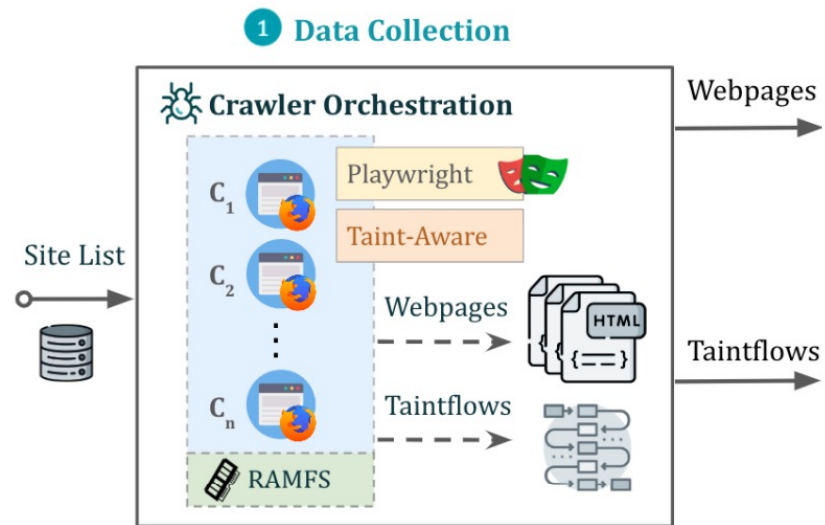 1 Data Collection
Crawler Orchestration
Webpages
Playwright
C1
Taint-Aware
Site List
C2
Webpages
HTML
{ == }
Taintflows
Taintflows
Cn
RAMFS